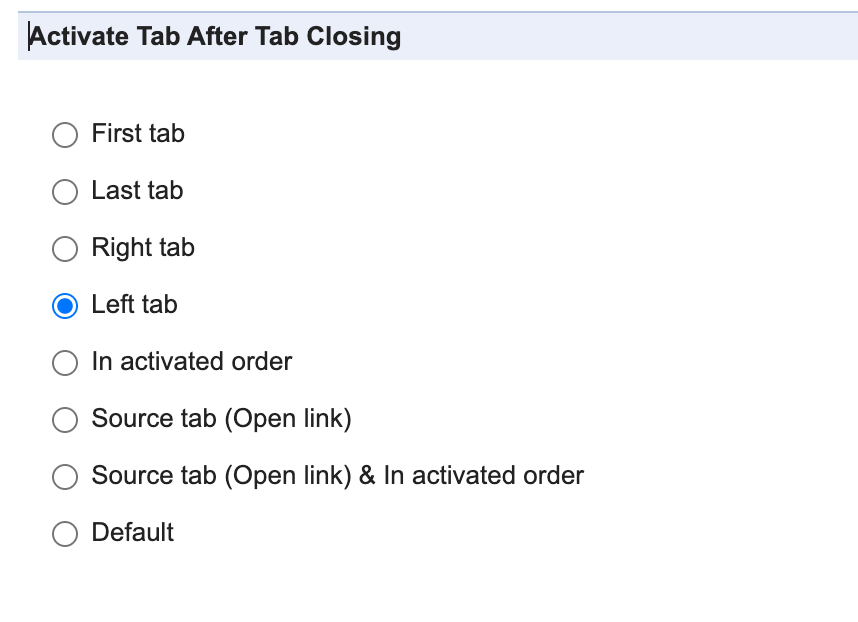 Activate Tab After Tab Closing
First tab
Last tab
Right tab
Left tab
In activated order
Source tab (Open link)
Source tab (Open link) & In activated order
Default